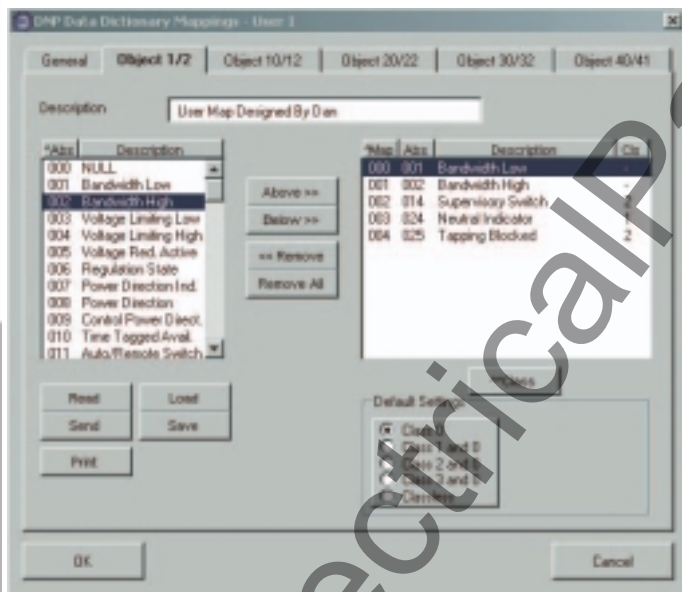 DNP Data Dictionary Mappings - User 1
General Object 1/2 Object 10/12 Object 20/22 Object 30/32 Object 40/41
Description User Map Designed By Dan
*Abs Description
000 NULL
001 Bandwidth Low
002 Bandwidth High
003 Voltage Limiting Low
004 Voltage Limiting High
005 Voltage Red. Active
006 Regulation State
007 Power Direction Ind.
008 Power Direction
009 Control Power Direct.
010 Time Tagged Avail.
011 Auto/Remote Switch
Above >>
Below >>
<< Remove
Remove All
*Map Abs Description Cls
000 001 Bandwidth Low -
001 002 Bandwidth High -
002 014 Supervisory Switch 2
003 024 Neutral Indicator
004 025 Tapping Blocked 2
Read Load
Send Save
Print
Default Settings
Class 0
Class 1 and 0
Class 2 and 0
Class 3 and 0
Classless
OK Cancel